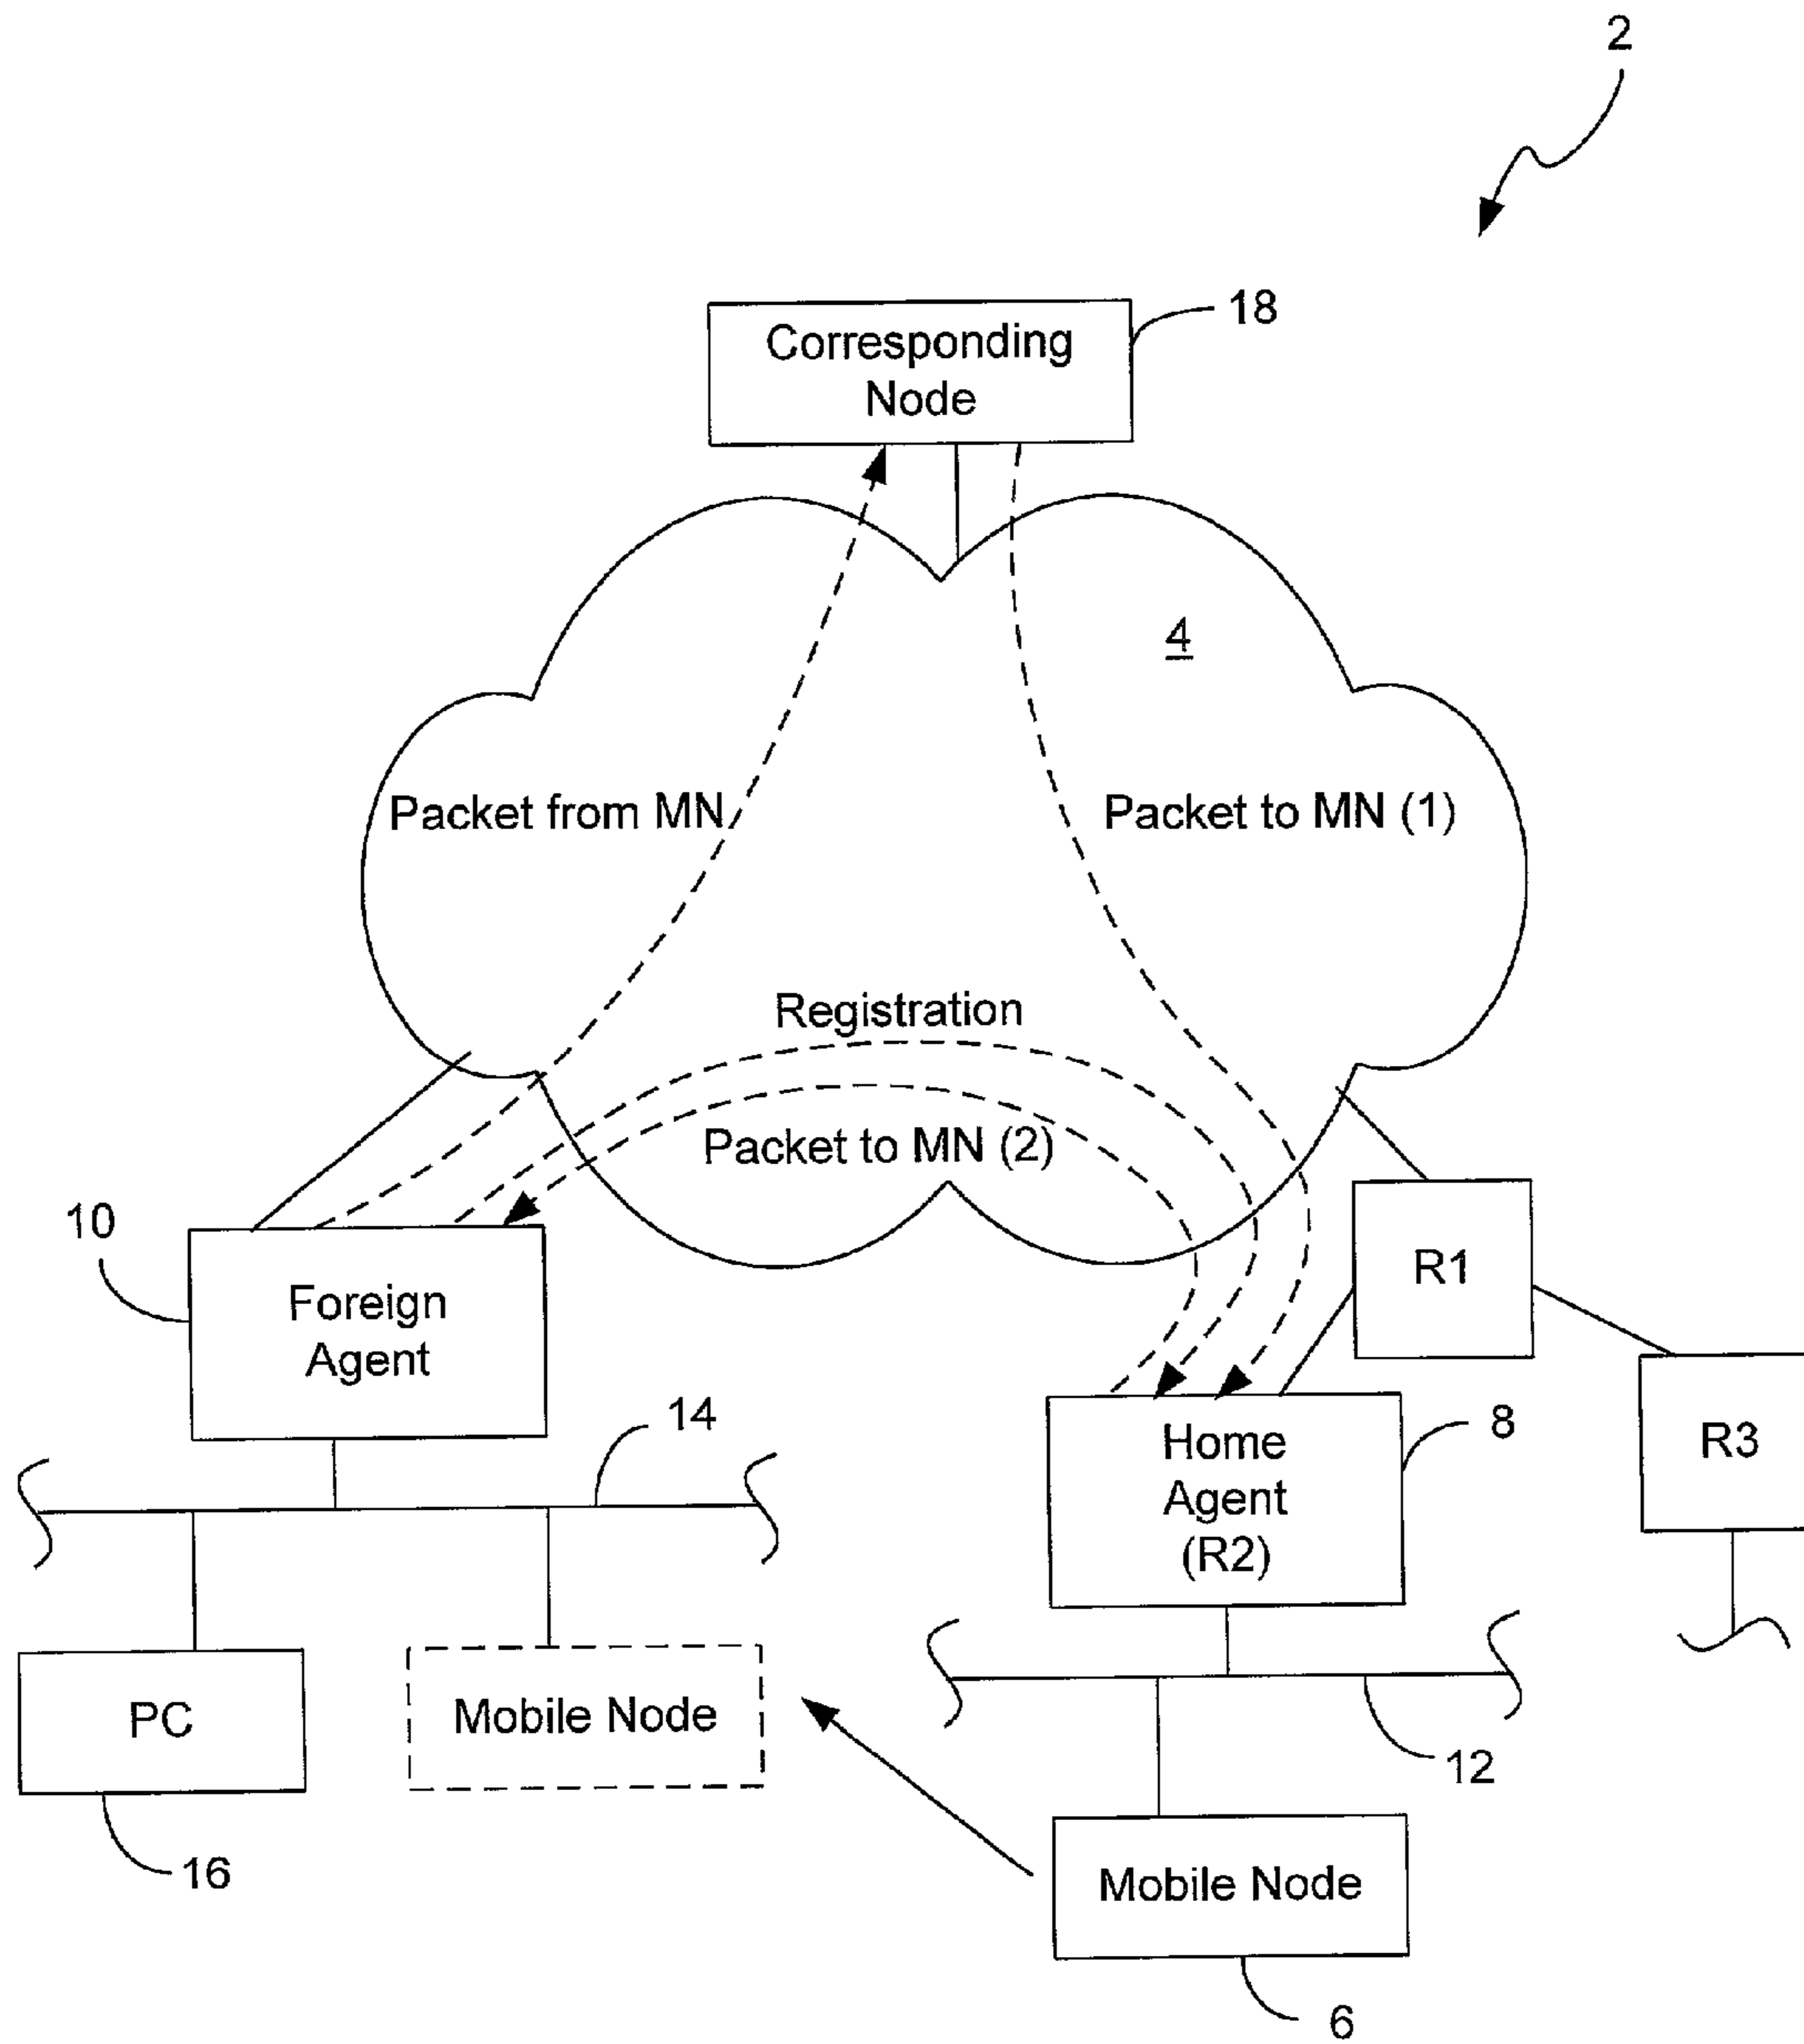 2
Corresponding
Node
18
4
Packet from MN
Packet to MN (1)
Registration
Packet to MN (2)
10
Foreign
Agent
R1
14
Home
Agent
(R2)
8
R3
PC
Mobile Node
12
16
Mobile Node
6